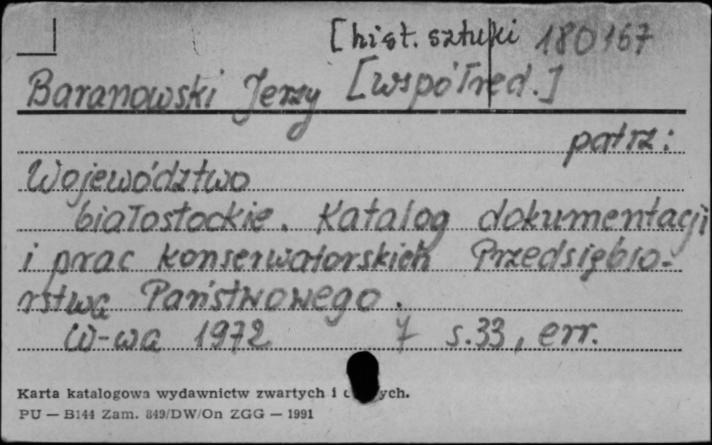 [hist. sztuki 180167
Baranowski Jerzy [współred.]
patrz:
Województwo
białostockie. Katalog dokumentacji
i prac konserwatorskich Przedsiębio-
rstwa Państwowego.
W-wa 1972 s.33, err.
Karta katalogowa wydawnictw zwartych i ych.
PU — B144 Zam. 849/DW/On ZGG — 1991